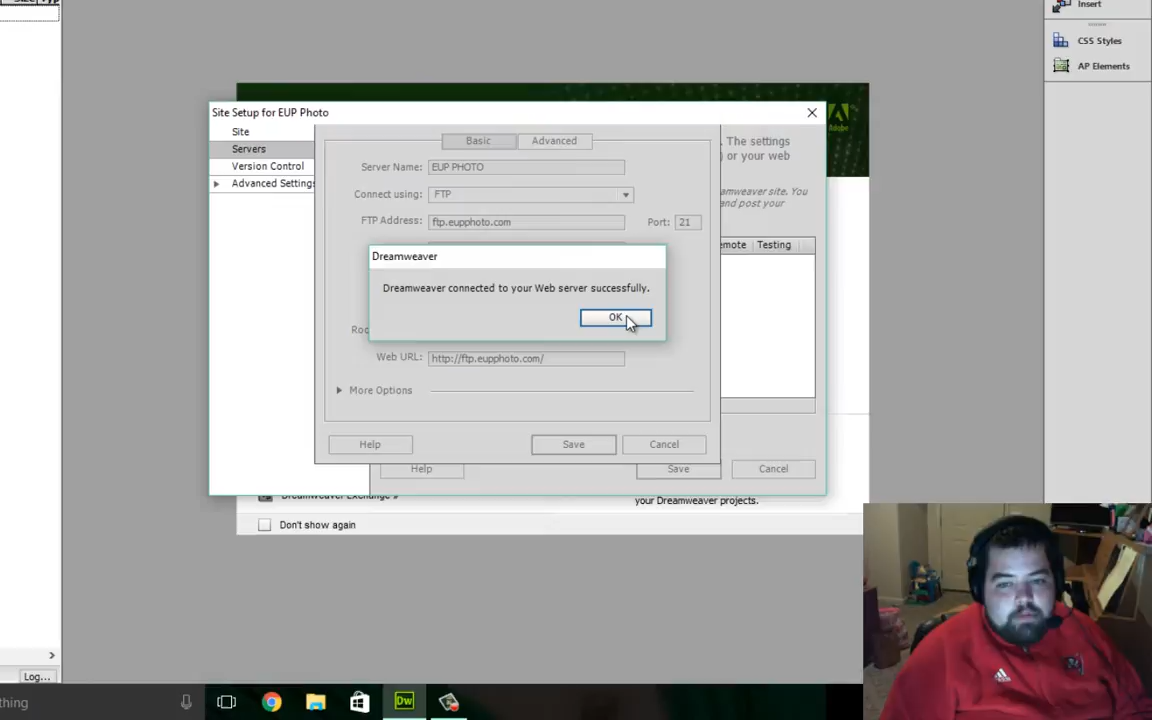 Insert
CSS Styles
AP Elements
Site Setup for EUP Photo
Site
Servers
Version Control
Advanced Settings
Basic
Advanced
. The settings
) or your web
Server Name:
EUP PHOTO
Connect using:
FTP
amweaver site. You
and post your
FTP Address:
ftp.eupphoto.com
Port:
21
emote
Testing
Dreamweaver
Dreamweaver connected to your Web server successfully.
OK
Roo
Web URL:
http://ftp.eupphoto.com/
More Options
Help
Save
Cancel
Help
Save
Cancel
your Dreamweaver projects.
Don't show again
Log...
thing
Dw